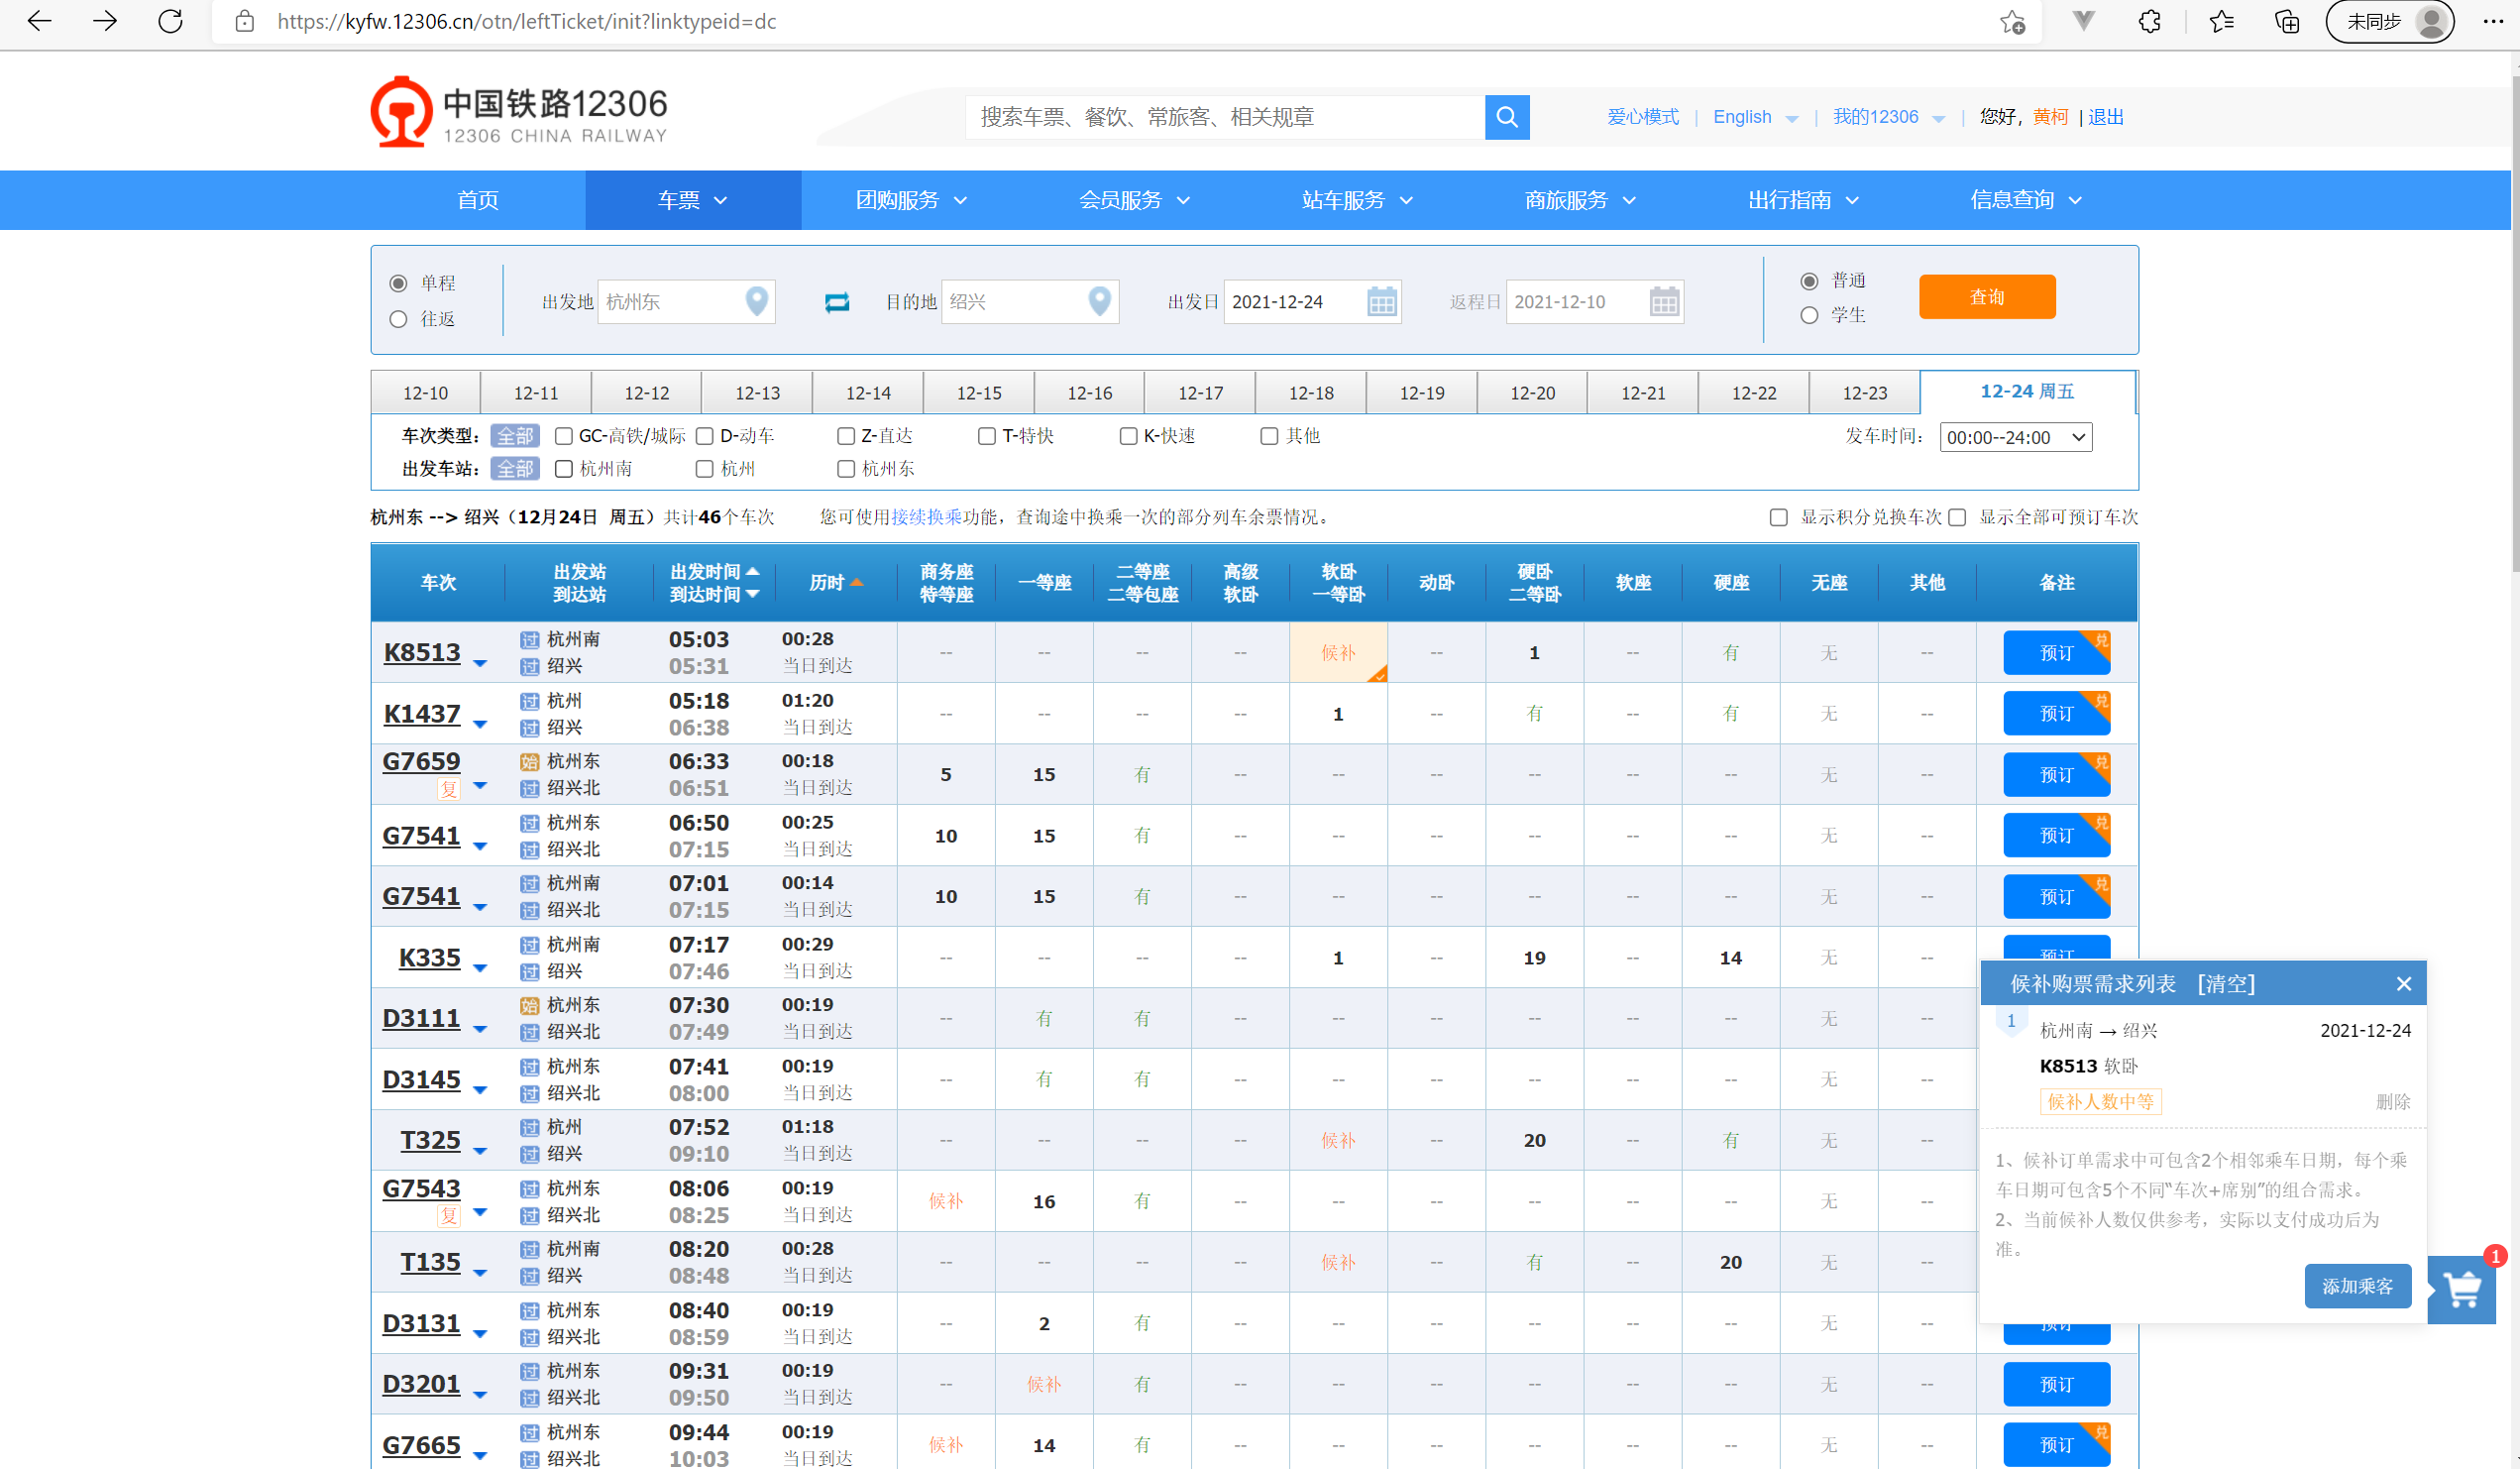 https://kyfw.12306.cn/otn/leftTicket/init?linktypeid=dc
未同步
中国铁路12306
12306 CHINA RAILWAY
搜索车票、餐饮、常旅客、相关规章
爱心模式 | English | 我的12306 | 您好，黄柯 | 退出
首页 车票 团购服务 会员服务 站车服务 商旅服务 出行指南 信息查询
单程
往返
出发地 杭州东 目的地 绍兴 出发日 2021-12-24 返程日 2021-12-10
普通
学生
查询
12-10 12-11 12-12 12-13 12-14 12-15 12-16 12-17 12-18 12-19 12-20 12-21 12-22 12-23 12-24 周五
车次类型： 全部 GC-高铁/城际 D-动车 Z-直达 T-特快 K-快速 其他 发车时间： 00:00--24:00
出发车站： 全部 杭州南 杭州 杭州东
杭州东 --> 绍兴（12月24日 周五）共计46个车次 您可使用接续换乘功能，查询途中换乘一次的部分列车余票情况。 显示积分兑换车次 显示全部可预订车次
车次 出发站 到达站 出发时间 到达时间 历时 商务座 特等座 一等座 二等座 二等包座 高级 软卧 软卧 一等卧 动卧 硬卧 二等卧 软座 硬座 无座 其他 备注
K8513 过 杭州南 05:03 00:28 -- -- -- -- 候补 -- 1 -- 有 无 -- 预订 兑
过 绍兴 05:31 当日到达
K1437 过 杭州 05:18 01:20 -- -- -- -- 1 -- 有 -- 有 无 -- 预订 兑
过 绍兴 06:38 当日到达
G7659 始 杭州东 06:33 00:18 5 15 有 -- -- -- -- -- -- 无 -- 预订 兑
复 过 绍兴北 06:51 当日到达
G7541 过 杭州东 06:50 00:25 10 15 有 -- -- -- -- -- -- 无 -- 预订 兑
过 绍兴北 07:15 当日到达
G7541 过 杭州南 07:01 00:14 10 15 有 -- -- -- -- -- -- 无 -- 预订 兑
过 绍兴北 07:15 当日到达
K335 过 杭州南 07:17 00:29 -- -- -- -- 1 -- 19 -- 14 无 -- 预订
过 绍兴 07:46 当日到达
D3111 始 杭州东 07:30 00:19 -- 有 有 -- -- -- -- -- -- 无 --
过 绍兴北 07:49 当日到达
D3145 过 杭州东 07:41 00:19 -- 有 有 -- -- -- -- -- -- 无 --
过 绍兴北 08:00 当日到达
T325 过 杭州 07:52 01:18 -- -- -- -- 候补 -- 20 -- 有 无 --
过 绍兴 09:10 当日到达
G7543 过 杭州东 08:06 00:19 候补 16 有 -- -- -- -- -- -- 无 --
复 过 绍兴北 08:25 当日到达
T135 过 杭州南 08:20 00:28 -- -- -- -- 候补 -- 有 -- 20 无 --
过 绍兴 08:48 当日到达
D3131 过 杭州东 08:40 00:19 -- 2 有 -- -- -- -- -- -- 无 -- 预订
过 绍兴北 08:59 当日到达
D3201 过 杭州东 09:31 00:19 -- 候补 有 -- -- -- -- -- -- 无 -- 预订
过 绍兴北 09:50 当日到达
G7665 过 杭州东 09:44 00:19 候补 14 有 -- -- -- -- -- -- 无 -- 预订 兑
过 绍兴北 10:03 当日到达
候补购票需求列表 [清空]
1 杭州南 → 绍兴 2021-12-24
K8513 软卧
候补人数中等 删除
1、候补订单需求中可包含2个相邻乘车日期，每个乘
车日期可包含5个不同“车次+席别”的组合需求。
2、当前候补人数仅供参考，实际以支付成功后为
准。
添加乘客
1